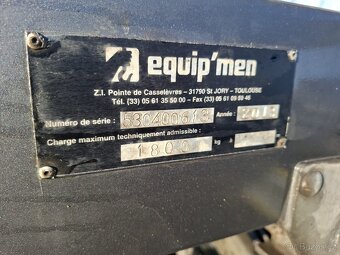 equip'men
Z.I. Pointe de Casselèvres – 31790 St JORY – TOULOUSE
Tél. (33) 05 61 35 50 00 – Fax (33) 05 61 09 59 46
Numéro de série : Année :
Charge maximum techniquement admissible :
1800 kg à